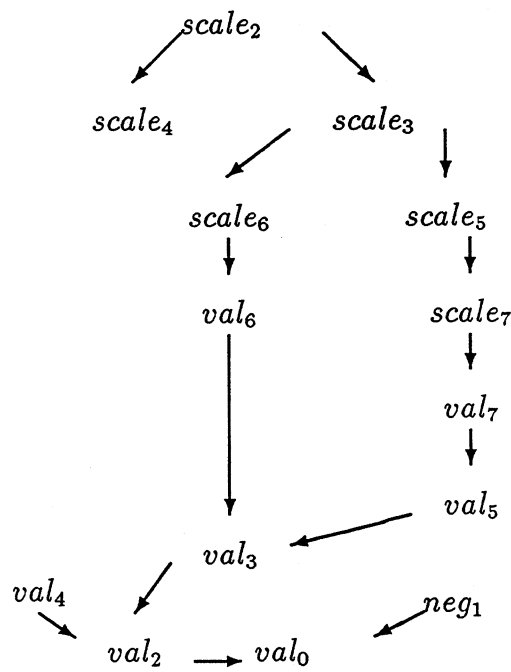 scale₂
scale₄ scale₃
scale₆ scale₅
val₆ scale₇
val₇
val₅
val₃
val₄ neg₁
val₂ val₀